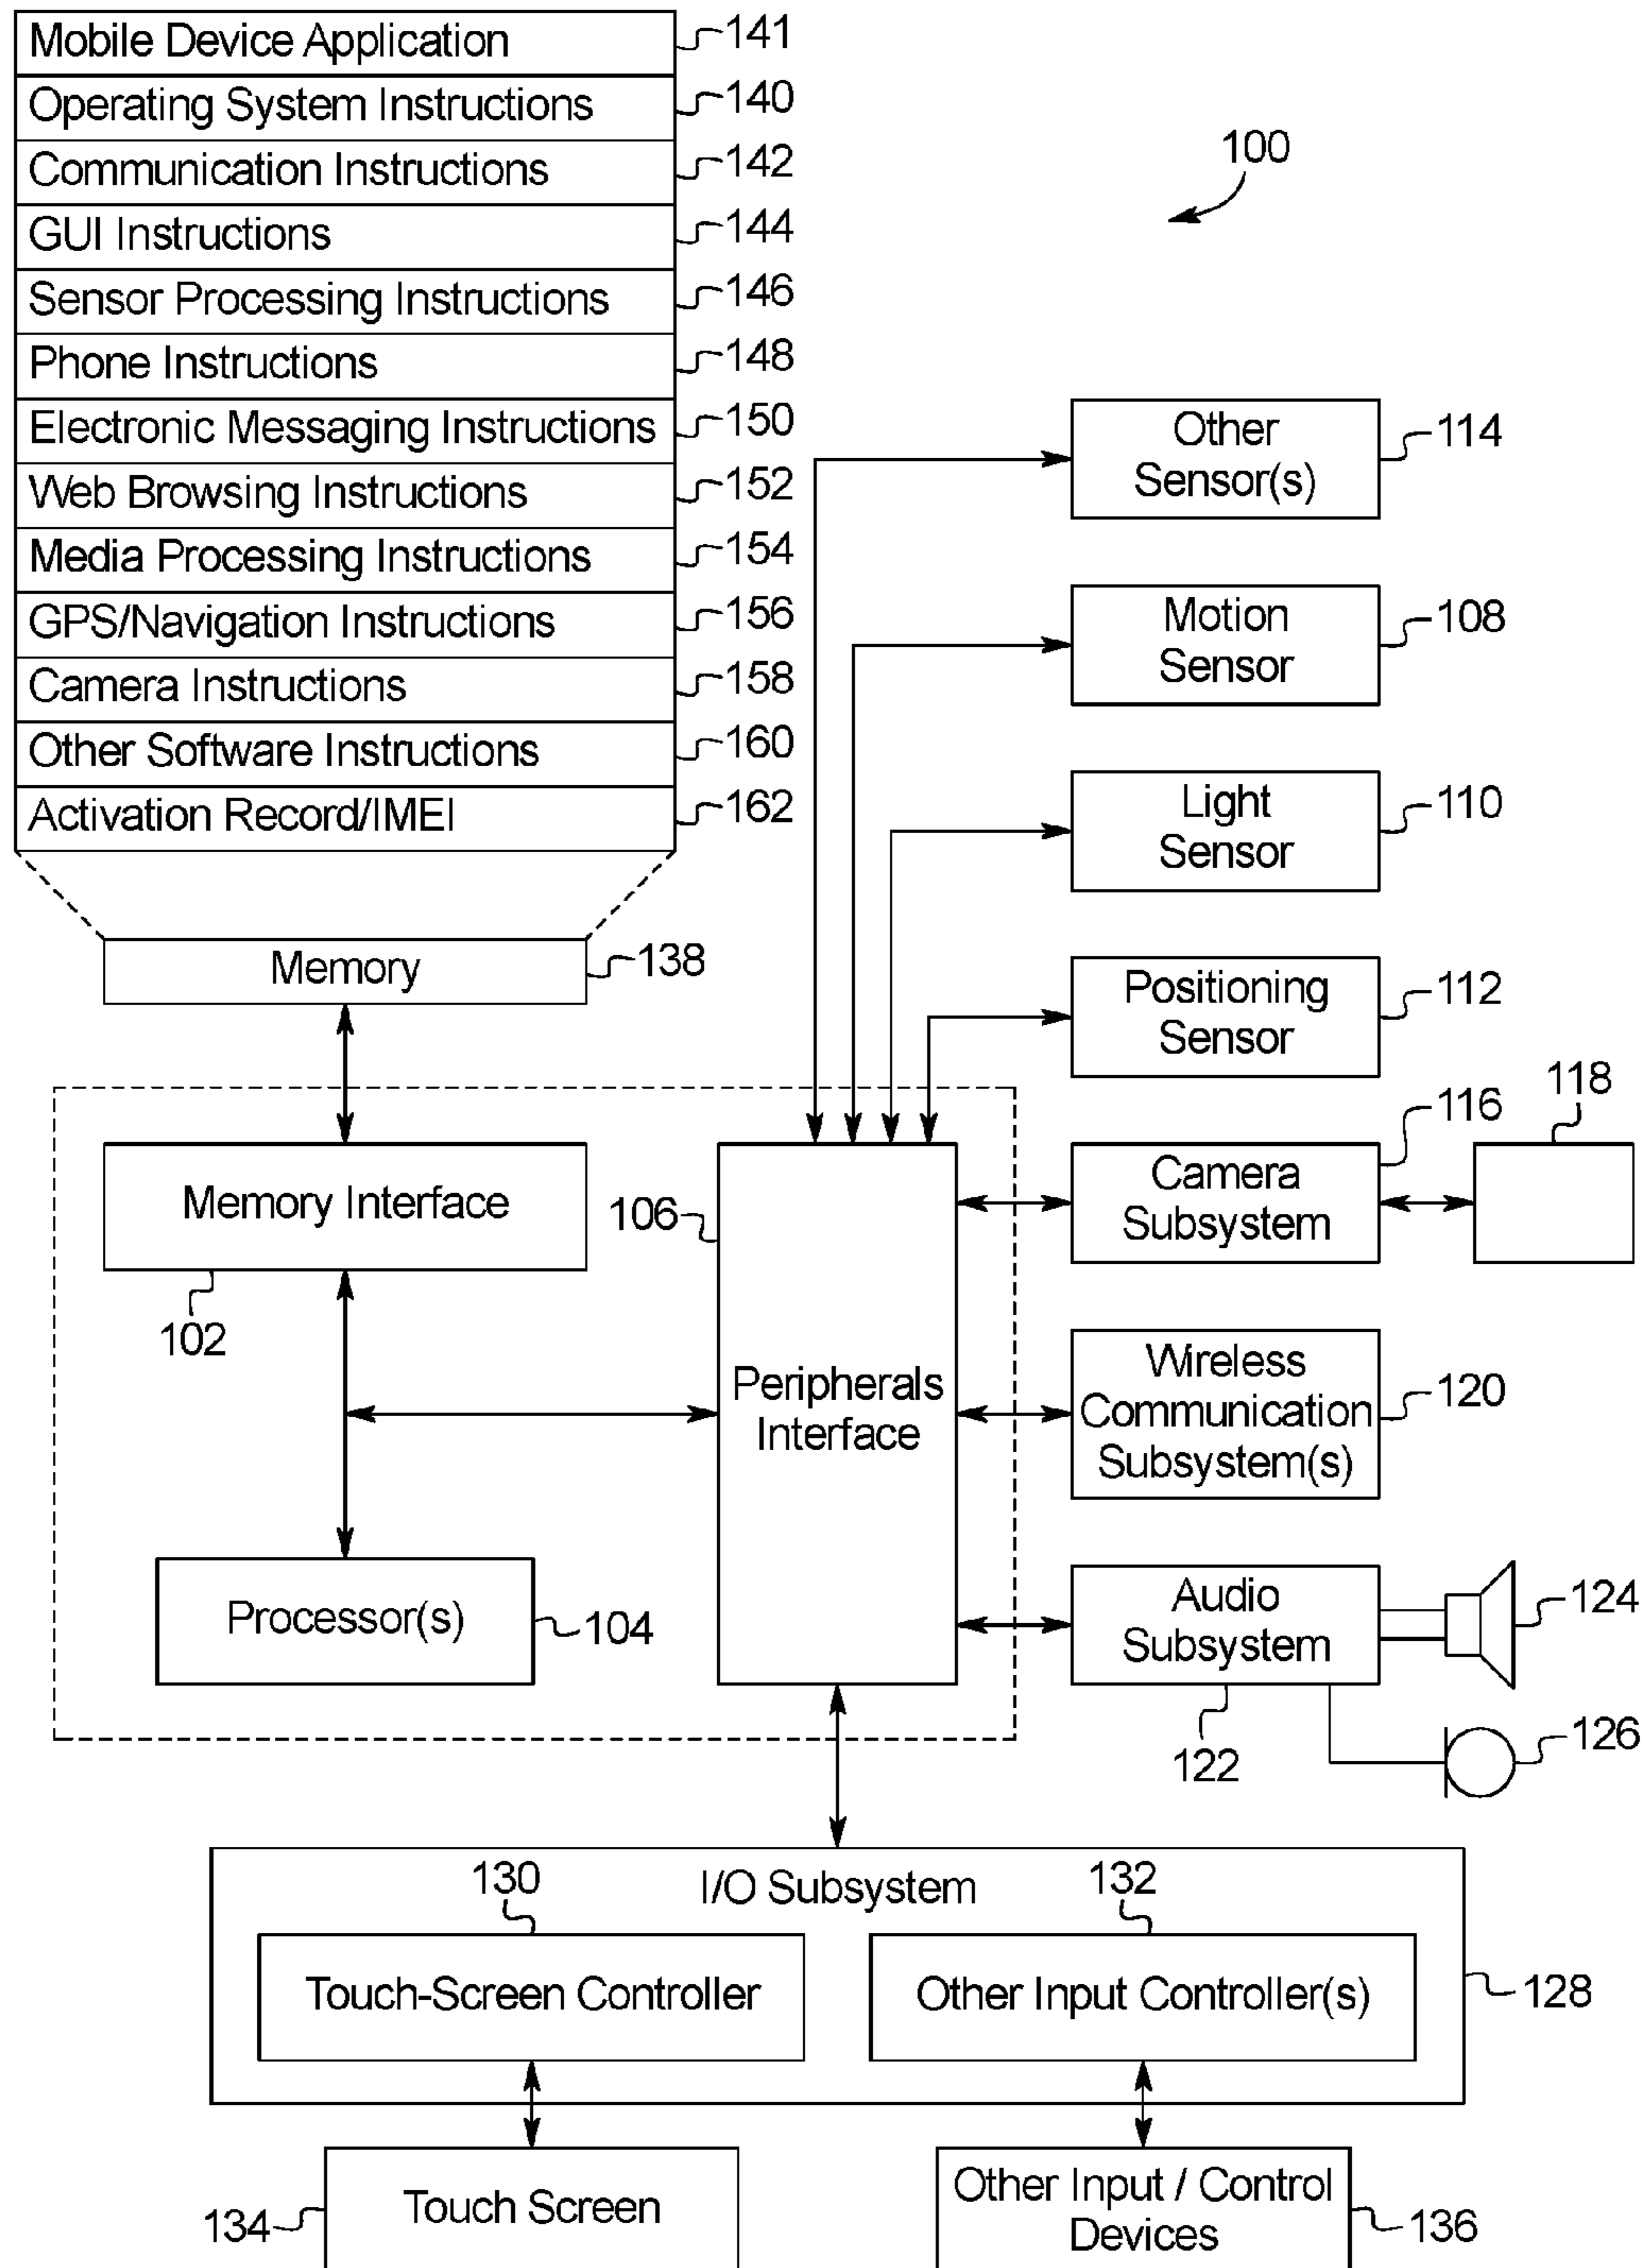 Mobile Device Application 141
Operating System Instructions 140
Communication Instructions 142
GUI Instructions 144
Sensor Processing Instructions 146
Phone Instructions 148
Electronic Messaging Instructions 150
Web Browsing Instructions 152
Media Processing Instructions 154
GPS/Navigation Instructions 156
Camera Instructions 158
Other Software Instructions 160
Activation Record/IMEI 162
100
Memory 138
Other
Sensor(s)
114
Motion
Sensor
108
Light
Sensor
110
Positioning
Sensor
112
Memory Interface
102
Processor(s) 104
106
Peripherals
Interface
Camera
Subsystem
116
118
Wireless
Communication
Subsystem(s)
120
Audio
Subsystem
122
124
126
I/O Subsystem
128
130
Touch-Screen Controller
132
Other Input Controller(s)
134 Touch Screen
Other Input / Control
Devices
136